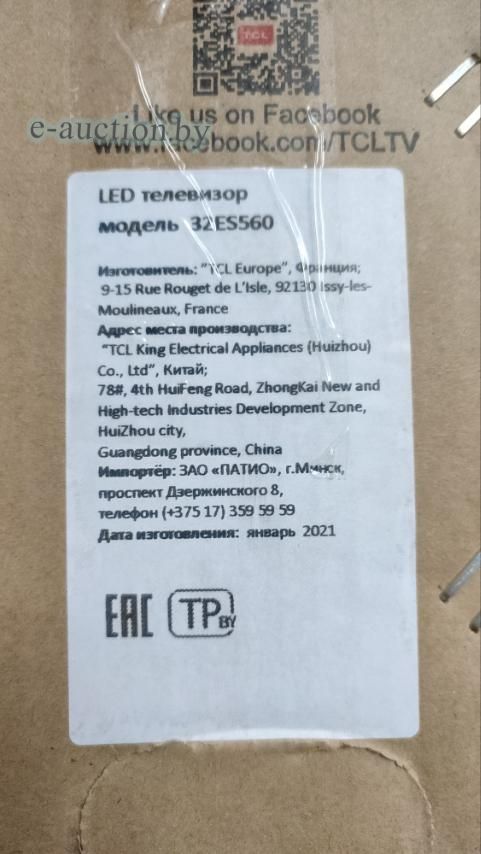 TCL
Like us on Facebook
e-auction.by
www.facebook.com/TCLTV
LED телевизор
модель 32ES560
Изготовитель: "TCL Europe", Франция;
9-15 Rue Rouget de L'Isle, 92130 Issy-les-
Moulineaux, France
Адрес места производства:
"TCL King Electrical Appliances (Huizhou)
Co., Ltd", Китай;
78#, 4th HuiFeng Road, ZhongKai New and
High-tech Industries Development Zone,
HuiZhou city,
Guangdong province, China
Импортёр: ЗАО «ПАТИО», г.Минск,
проспект Дзержинского 8,
телефон (+375 17) 359 59 59
Дата изготовления: январь 2021
EAC TP BY